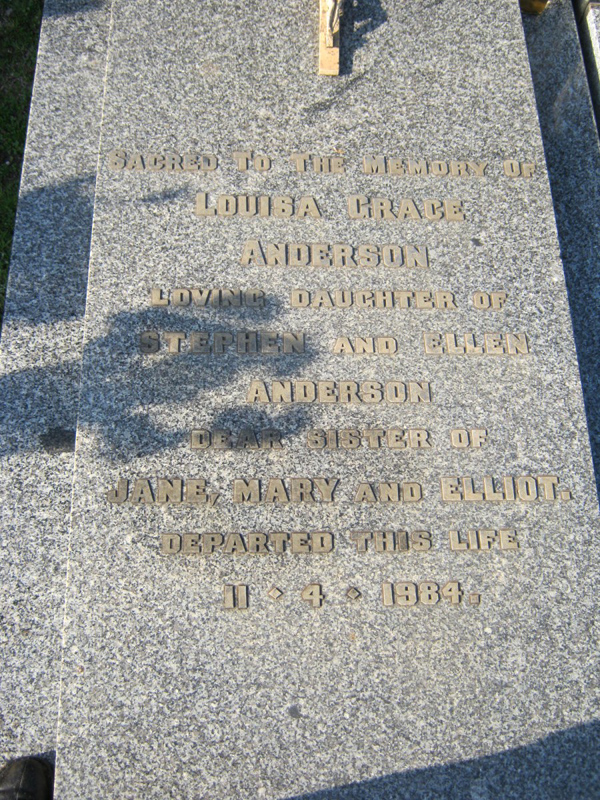 Sacred To The Memory Of
Louisa Grace
Anderson
Loving Daughter of
Stephen and Ellen
Anderson
Dear Sister of
Jane, Mary and Elliot.
Departed This Life
11 ⋄ 4 ⋄ 1984.